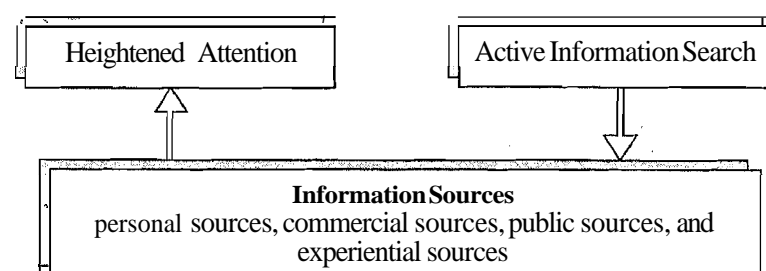 Heightened Attention
Active Information Search
Information Sources
personal sources, commercial sources, public sources, and
experiential sources